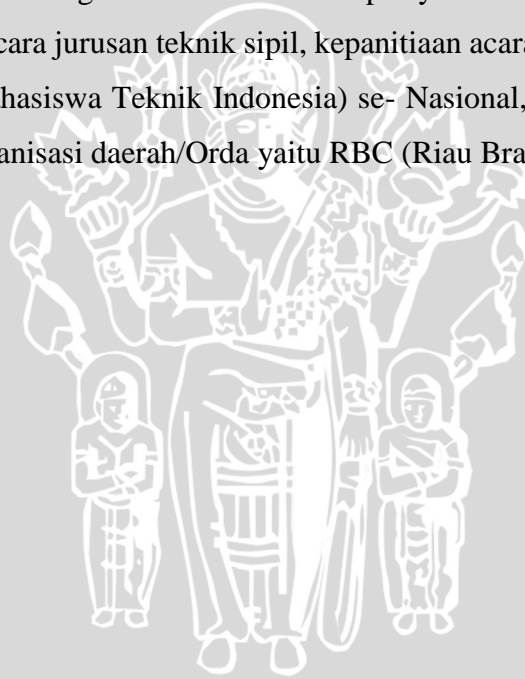 cara jurusan teknik sipil, kepanitiaan acara
hasiswa Teknik Indonesia) se- Nasional,
anisasi daerah/Orda yaitu RBC (Riau Bra